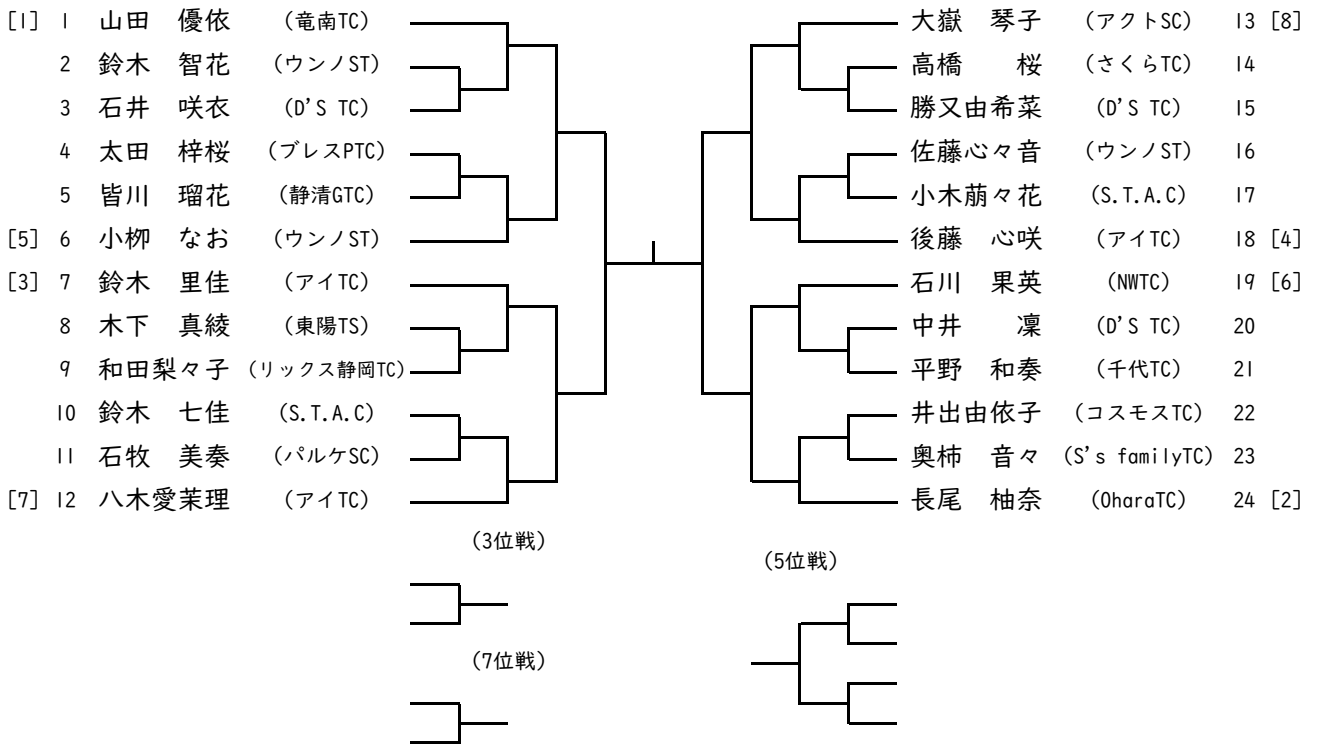 [1] 1 山田 優依 (竜南TC)
2 鈴木 智花 (ウンノST)
3 石井 咲衣 (D'S TC)
4 太田 梓桜 (ブレスPTC)
5 皆川 瑠花 (静清GTC)
[5] 6 小栁 なお (ウンノST)
[3] 7 鈴木 里佳 (アイTC)
8 木下 真綾 (東陽TS)
9 和田梨々子 (リックス静岡TC)
10 鈴木 七佳 (S.T.A.C)
11 石牧 美奏 (パルケSC)
[7] 12 八木愛茉理 (アイTC)
大嶽 琴子 (アクトSC) 13 [8]
高橋 桜 (さくらTC) 14
勝又由希菜 (D'S TC) 15
佐藤心々音 (ウンノST) 16
小木萠々花 (S.T.A.C) 17
後藤 心咲 (アイTC) 18 [4]
石川 果英 (NWTC) 19 [6]
中井 凜 (D'S TC) 20
平野 和奏 (千代TC) 21
井出由依子 (コスモスTC) 22
奥柿 音々 (S's familyTC) 23
長尾 柚奈 (OharaTC) 24 [2]
(3位戦)
(5位戦)
(7位戦)